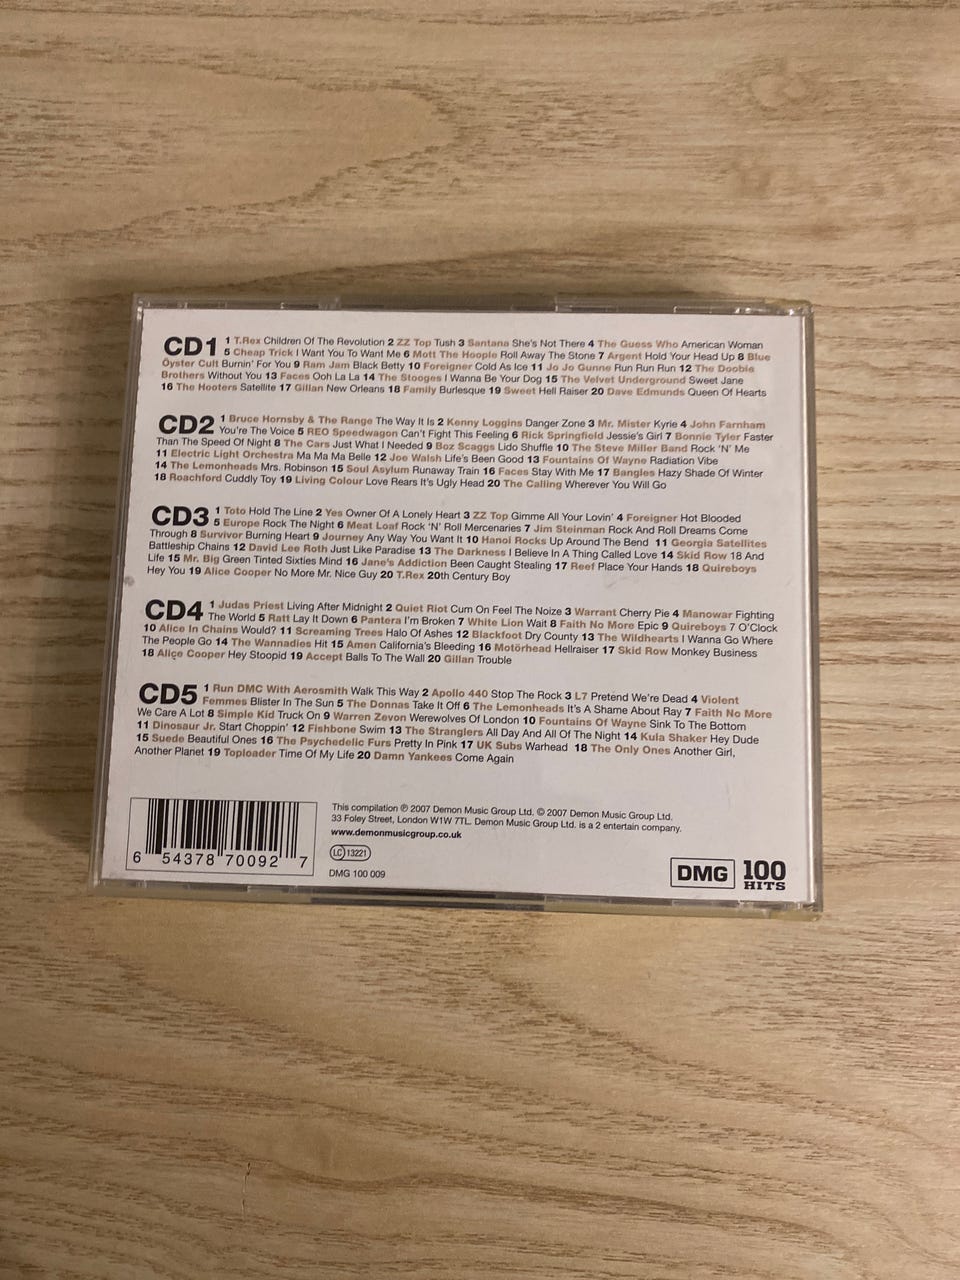 CD1 1 T.Rex Children Of The Revolution 2 ZZ Top Tush 3 Santana She's Not There 4 The Guess Who American Woman
5 Cheap Trick I Want You To Want Me 6 Mott The Hoople Roll Away The Stone 7 Argent Hold Your Head Up 8 Blue
Öyster Cult Burnin' For You 9 Ram Jam Black Betty 10 Foreigner Cold As Ice 11 Jo Jo Gunne Run Run Run 12 The Doobie
Brothers Without You 13 Faces Ooh La La 14 The Stooges I Wanna Be Your Dog 15 The Velvet Underground Sweet Jane
16 The Hooters Satellite 17 Gillan New Orleans 18 Family Burlesque 19 Sweet Hell Raiser 20 Dave Edmunds Queen Of Hearts
CD2 1 Bruce Hornsby & The Range The Way It Is 2 Kenny Loggins Danger Zone 3 Mr. Mister Kyrie 4 John Farnham
You're The Voice 5 REO Speedwagon Can't Fight This Feeling 6 Rick Springfield Jessie's Girl 7 Bonnie Tyler Faster
Than The Speed Of Night 8 The Cars Just What I Needed 9 Boz Scaggs Lido Shuffle 10 The Steve Miller Band Rock 'N' Me
11 Electric Light Orchestra Ma Ma Ma Belle 12 Joe Walsh Life's Been Good 13 Fountains Of Wayne Radiation Vibe
14 The Lemonheads Mrs. Robinson 15 Soul Asylum Runaway Train 16 Faces Stay With Me 17 Bangles Hazy Shade Of Winter
18 Roachford Cuddly Toy 19 Living Colour Love Rears It's Ugly Head 20 The Calling Wherever You Will Go
CD3 1 Toto Hold The Line 2 Yes Owner Of A Lonely Heart 3 ZZ Top Gimme All Your Lovin' 4 Foreigner Hot Blooded
5 Europe Rock The Night 6 Meat Loaf Rock 'N' Roll Mercenaries 7 Jim Steinman Rock And Roll Dreams Come
Through 8 Survivor Burning Heart 9 Journey Any Way You Want It 10 Hanoi Rocks Up Around The Bend 11 Georgia Satellites
Battleship Chains 12 David Lee Roth Just Like Paradise 13 The Darkness I Believe In A Thing Called Love 14 Skid Row 18 And
Life 15 Mr. Big Green Tinted Sixties Mind 16 Jane's Addiction Been Caught Stealing 17 Reef Place Your Hands 18 Quireboys
Hey You 19 Alice Cooper No More Mr. Nice Guy 20 T.Rex 20th Century Boy
CD4 1 Judas Priest Living After Midnight 2 Quiet Riot Cum On Feel The Noize 3 Warrant Cherry Pie 4 Manowar Fighting
The World 5 Ratt Lay It Down 6 Pantera I'm Broken 7 White Lion Wait 8 Faith No More Epic 9 Quireboys 7 O'Clock
10 Alice In Chains Would? 11 Screaming Trees Halo Of Ashes 12 Blackfoot Dry County 13 The Wildhearts I Wanna Go Where
The People Go 14 The Wannadies Hit 15 Amen California's Bleeding 16 Motörhead Hellraiser 17 Skid Row Monkey Business
18 Alice Cooper Hey Stoopid 19 Accept Balls To The Wall 20 Gillan Trouble
CD5 1 Run DMC With Aerosmith Walk This Way 2 Apollo 440 Stop The Rock 3 L7 Pretend We're Dead 4 Violent
Femmes Blister In The Sun 5 The Donnas Take It Off 6 The Lemonheads It's A Shame About Ray 7 Faith No More
We Care A Lot 8 Simple Kid Truck On 9 Warren Zevon Werewolves Of London 10 Fountains Of Wayne Sink To The Bottom
11 Dinosaur Jr. Start Choppin' 12 Fishbone Swim 13 The Stranglers All Day And All Of The Night 14 Kula Shaker Hey Dude
15 Suede Beautiful Ones 16 The Psychedelic Furs Pretty In Pink 17 UK Subs Warhead 18 The Only Ones Another Girl,
Another Planet 19 Toploader Time Of My Life 20 Damn Yankees Come Again
This compilation ℗ 2007 Demon Music Group Ltd. © 2007 Demon Music Group Ltd.
33 Foley Street, London W1W 7TL. Demon Music Group Ltd. is a 2 entertain company.
www.demonmusicgroup.co.uk
LC 13221
DMG 100 009
6 54378 70092 7
DMG 100 HITS